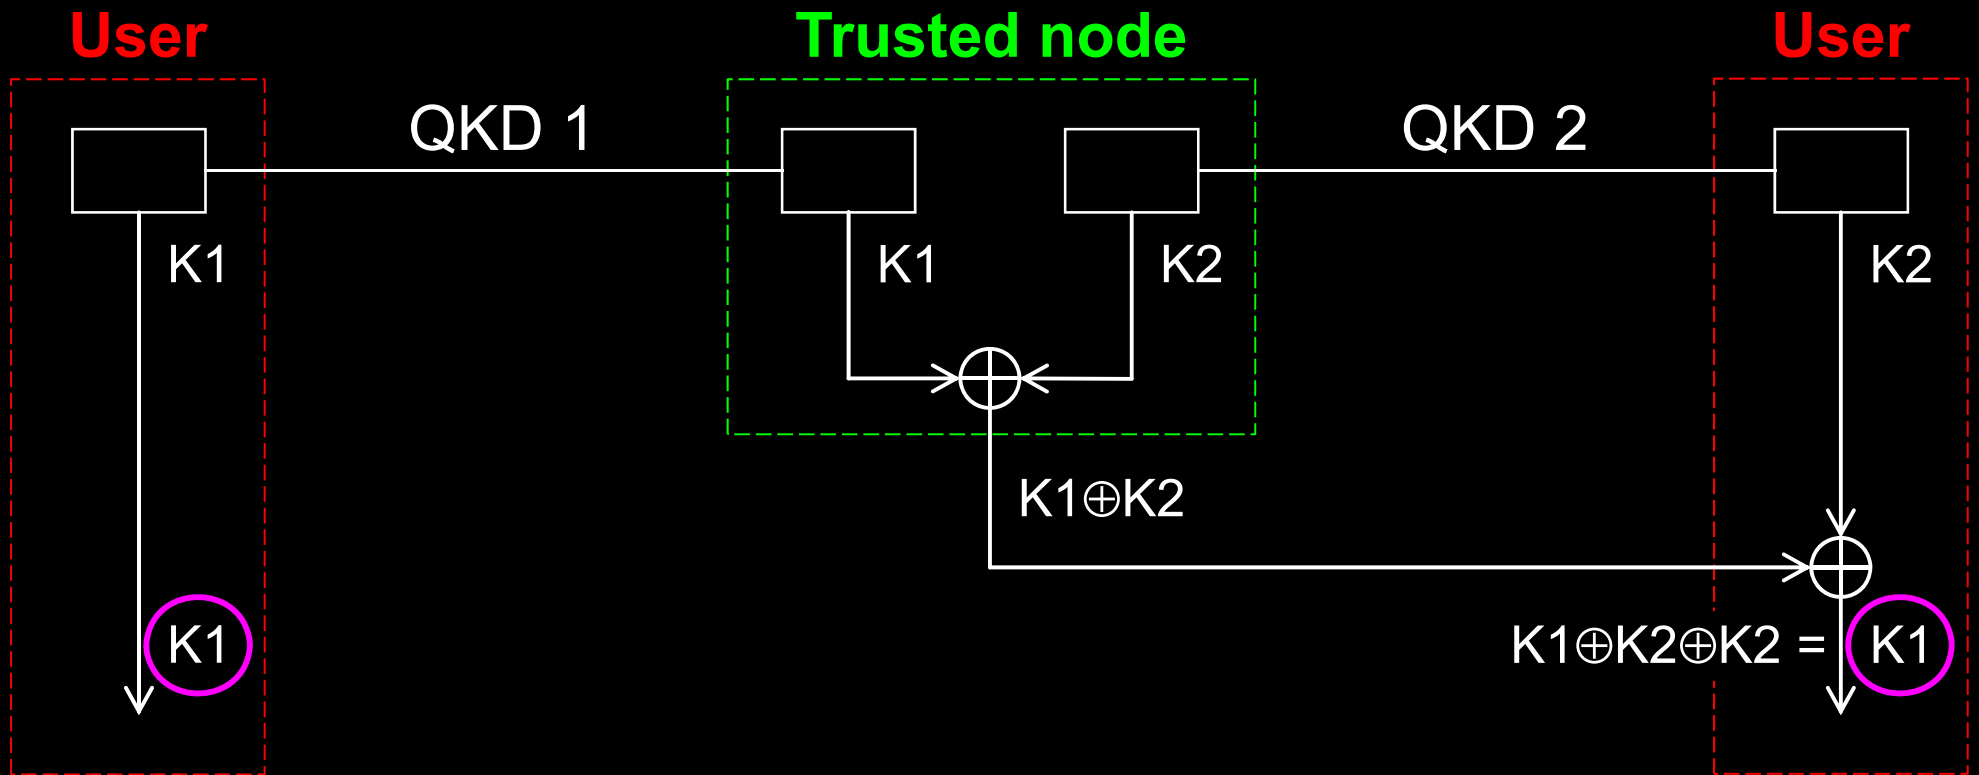 User
Trusted node
User
QKD 1
QKD 2
K1
K1
K2
K2
K1⊕K2
K1
K1⊕K2⊕K2 = K1